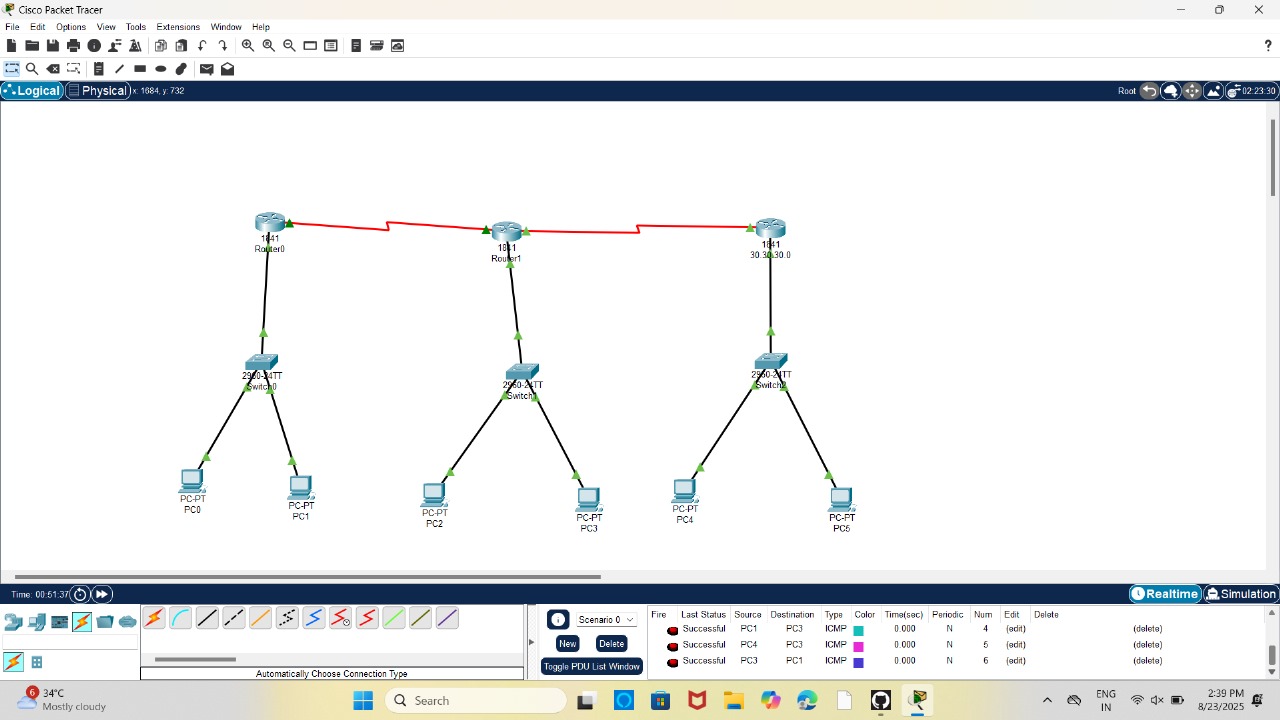 Cisco Packet Tracer
File Edit Options View Tools Extensions Window Help
?
Logical Physical x: 1684, y: 732 Root 02:23:30
1841
Router0
1841
Router1
1841
30.30.30.0
2960-24TT
Switch0
2960-24TT
Switch1
2960-24TT
Switch2
PC-PT
PC0
PC-PT
PC1
PC-PT
PC2
PC-PT
PC3
PC-PT
PC4
PC-PT
PC5
Time: 00:51:37 Realtime Simulation
Scenario 0
New Delete
Toggle PDU List Window
Automatically Choose Connection Type
Fire Last Status Source Destination Type Color Time(sec) Periodic Num Edit Delete
Successful PC1 PC3 ICMP 0.000 N 4 (edit) (delete)
Successful PC4 PC3 ICMP 0.000 N 5 (edit) (delete)
Successful PC3 PC1 ICMP 0.000 N 6 (edit) (delete)
6
34°C
Mostly cloudy
Search
ENG
IN
2:39 PM
8/23/2025